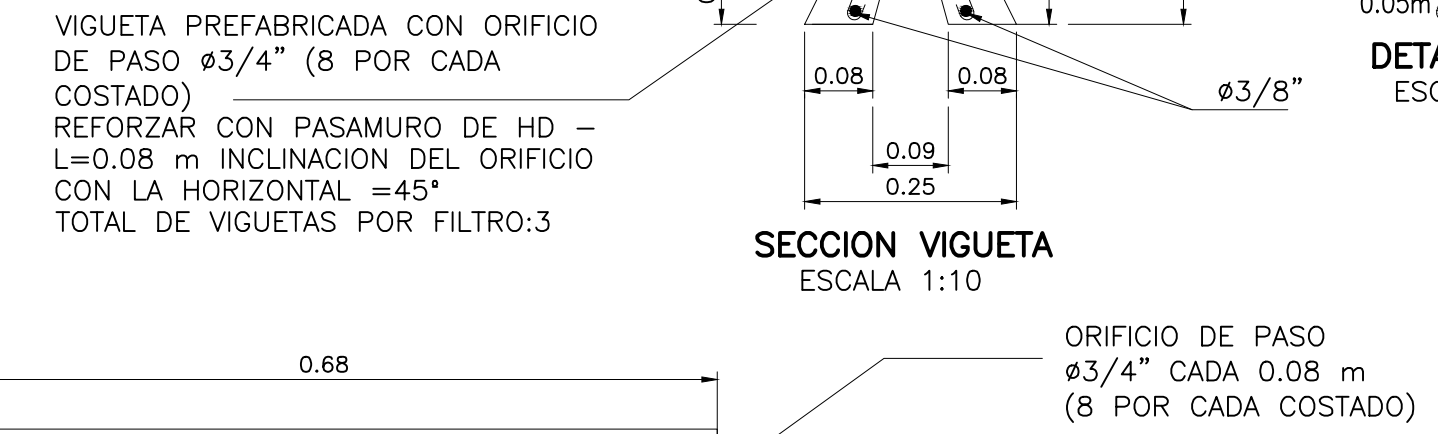 VIGUETA PREFABRICADA CON ORIFICIO
DE PASO ø3/4" (8 POR CADA
COSTADO)
REFORZAR CON PASAMURO DE HD –
L=0.08 m INCLINACION DEL ORIFICIO
CON LA HORIZONTAL =45°
TOTAL DE VIGUETAS POR FILTRO:3
0.08
0.08
ø3/8"
0.09
0.25
SECCION VIGUETA
ESCALA 1:10
0.05m
DETA
ESC
0.68
ORIFICIO DE PASO
ø3/4" CADA 0.08 m
(8 POR CADA COSTADO)